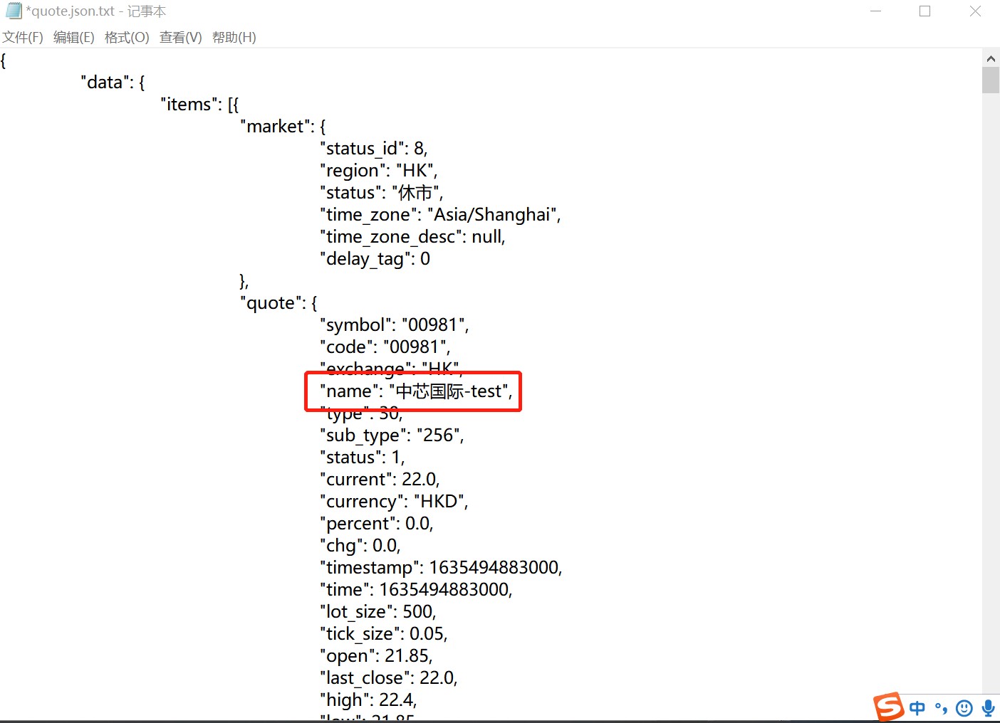 *quote.json.txt - 记事本
文件(F) 编辑(E) 格式(O) 查看(V) 帮助(H)
{
"data": {
"items": [{
"market": {
"status_id": 8,
"region": "HK",
"status": "休市",
"time_zone": "Asia/Shanghai",
"time_zone_desc": null,
"delay_tag": 0
},
"quote": {
"symbol": "00981",
"code": "00981",
"exchange": "HK",
"name": "中芯国际-test",
"type": 30,
"sub_type": "256",
"status": 1,
"current": 22.0,
"currency": "HKD",
"percent": 0.0,
"chg": 0.0,
"timestamp": 1635494883000,
"time": 1635494883000,
"lot_size": 500,
"tick_size": 0.05,
"open": 21.85,
"last_close": 22.0,
"high": 22.4,
"low": 21.85
S 中